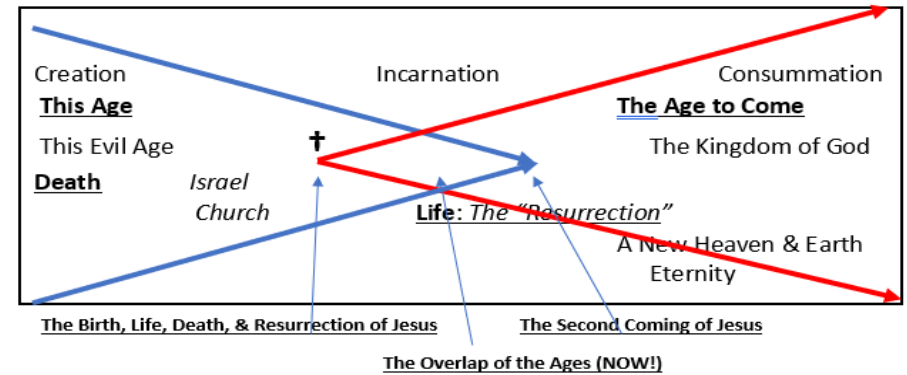 Creation Incarnation Consummation
This Age The Age to Come
This Evil Age The Kingdom of God
Death Israel
Church Life: The “Resurrection”
A New Heaven & Earth
Eternity
The Birth, Life, Death, & Resurrection of Jesus The Second Coming of Jesus
The Overlap of the Ages (NOW!)